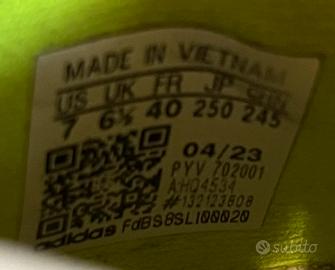 MADE IN VIETNAM
US UK FR JP CHN
7 6½ 40 250 245
04/23
PYV 702001
AHQ4534
#132123808
adidas FdBS8SLI00020
subito